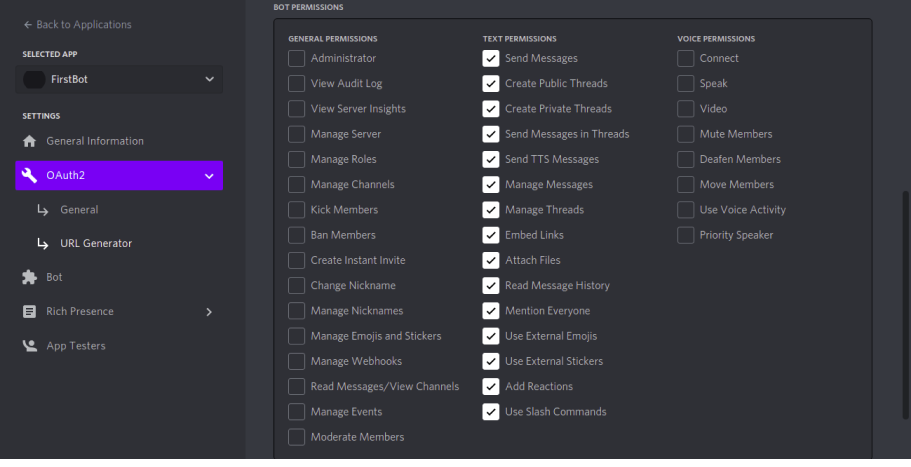 ← Back to Applications
SELECTED APP
FirstBot
SETTINGS
General Information
OAuth2
General
URL Generator
Bot
Rich Presence
App Testers
BOT PERMISSIONS
GENERAL PERMISSIONS
Administrator
View Audit Log
View Server Insights
Manage Server
Manage Roles
Manage Channels
Kick Members
Ban Members
Create Instant Invite
Change Nickname
Manage Nicknames
Manage Emojis and Stickers
Manage Webhooks
Read Messages/View Channels
Manage Events
Moderate Members
TEXT PERMISSIONS
Send Messages
Create Public Threads
Create Private Threads
Send Messages in Threads
Send TTS Messages
Manage Messages
Manage Threads
Embed Links
Attach Files
Read Message History
Mention Everyone
Use External Emojis
Use External Stickers
Add Reactions
Use Slash Commands
VOICE PERMISSIONS
Connect
Speak
Video
Mute Members
Deafen Members
Move Members
Use Voice Activity
Priority Speaker